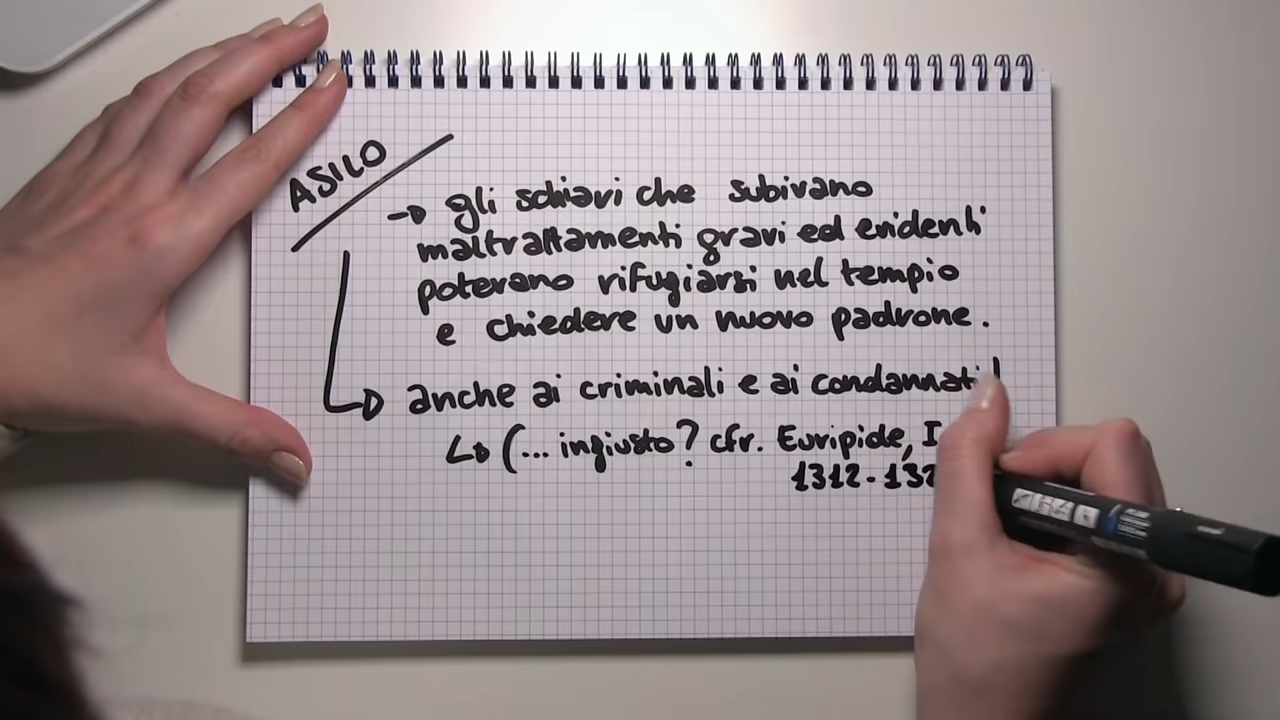 ASILO
→ gli schiavi che subivano
maltrattamenti gravi ed evidenti
potevano rifugiarsi nel tempio
e chiedere un nuovo padrone.
anche ai criminali e ai condannati!
(... ingiusto? cfr. Euripide,
1312-